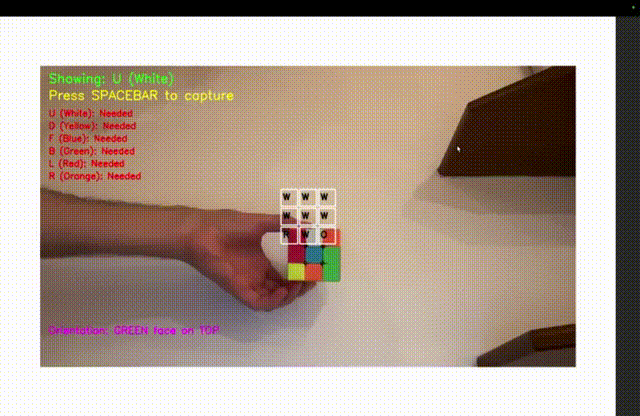 Showing: U (White)
Press SPACEBAR to capture
U (White): Needed
D (Yellow): Needed
F (Blue): Needed
B (Green): Needed
L (Red): Needed
R (Orange): Needed
W W W
W W W
R W O
Orientation: GREEN face on TOP